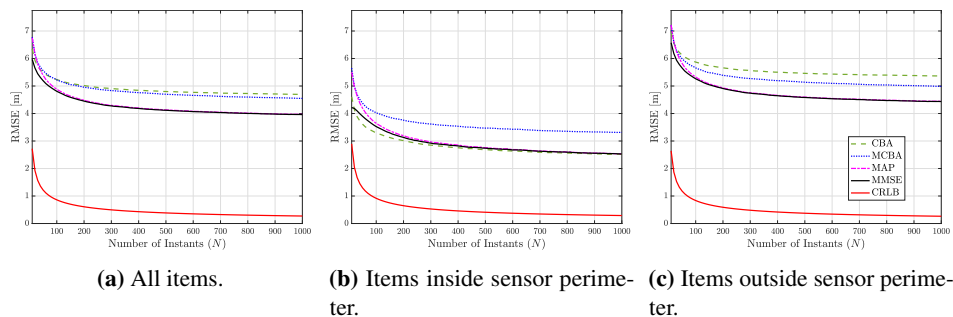 RMSE [m]
7
6
5
4
3
2
1
0
100 200 300 400 500 600 700 800 900 1000
Number of Instants (N)
(a) All items.
RMSE [m]
7
6
5
4
3
2
1
0
100 200 300 400 500 600 700 800 900 1000
Number of Instants (N)
(b) Items inside sensor perime-
ter.
RMSE [m]
7
6
5
4
3
2
1
0
CBA
MCBA
MAP
MMSE
CRLB
100 200 300 400 500 600 700 800 900 1000
Number of Instants (N)
(c) Items outside sensor perime-
ter.